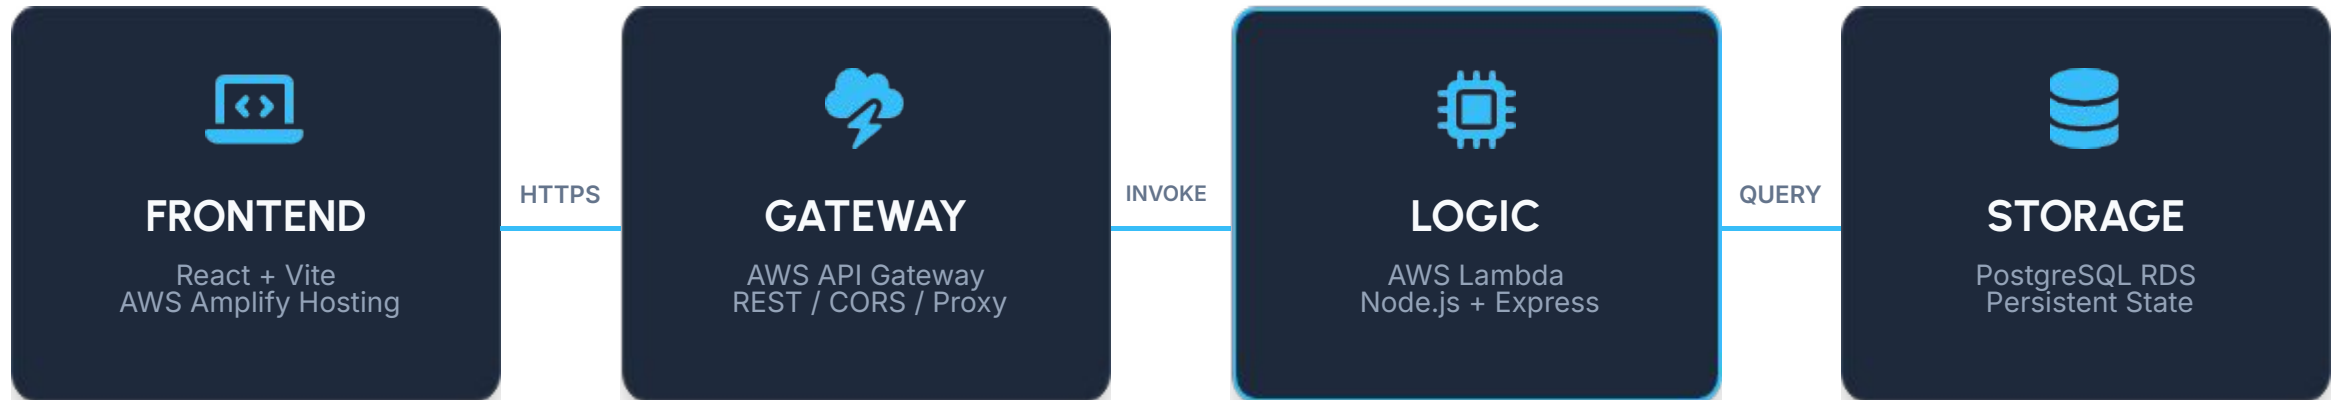 FRONTEND
React + Vite
AWS Amplify Hosting
HTTPS
GATEWAY
AWS API Gateway
REST / CORS / Proxy
INVOKE
LOGIC
AWS Lambda
Node.js + Express
QUERY
STORAGE
PostgreSQL RDS
Persistent State